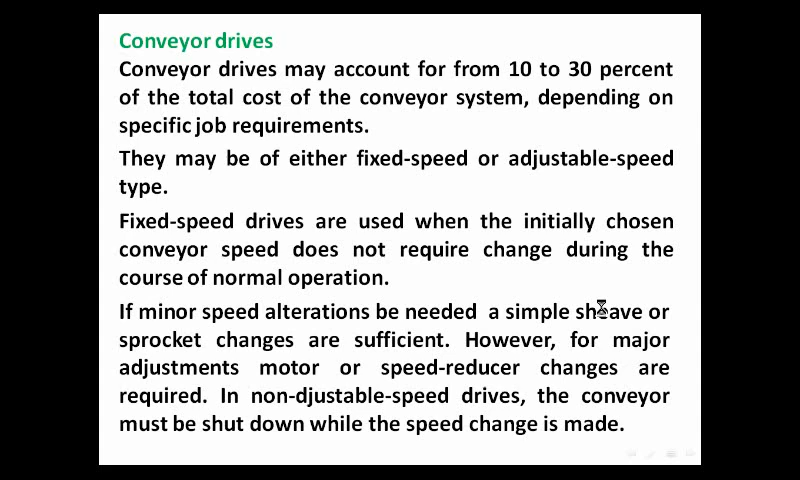 Conveyor drives
Conveyor drives may account for from 10 to 30 percent
of the total cost of the conveyor system, depending on
specific job requirements.
They may be of either fixed-speed or adjustable-speed
type.
Fixed-speed drives are used when the initially chosen
conveyor speed does not require change during the
course of normal operation.
If minor speed alterations be needed a simple sheave or
sprocket changes are sufficient. However, for major
adjustments motor or speed-reducer changes are
required. In non-djustable-speed drives, the conveyor
must be shut down while the speed change is made.